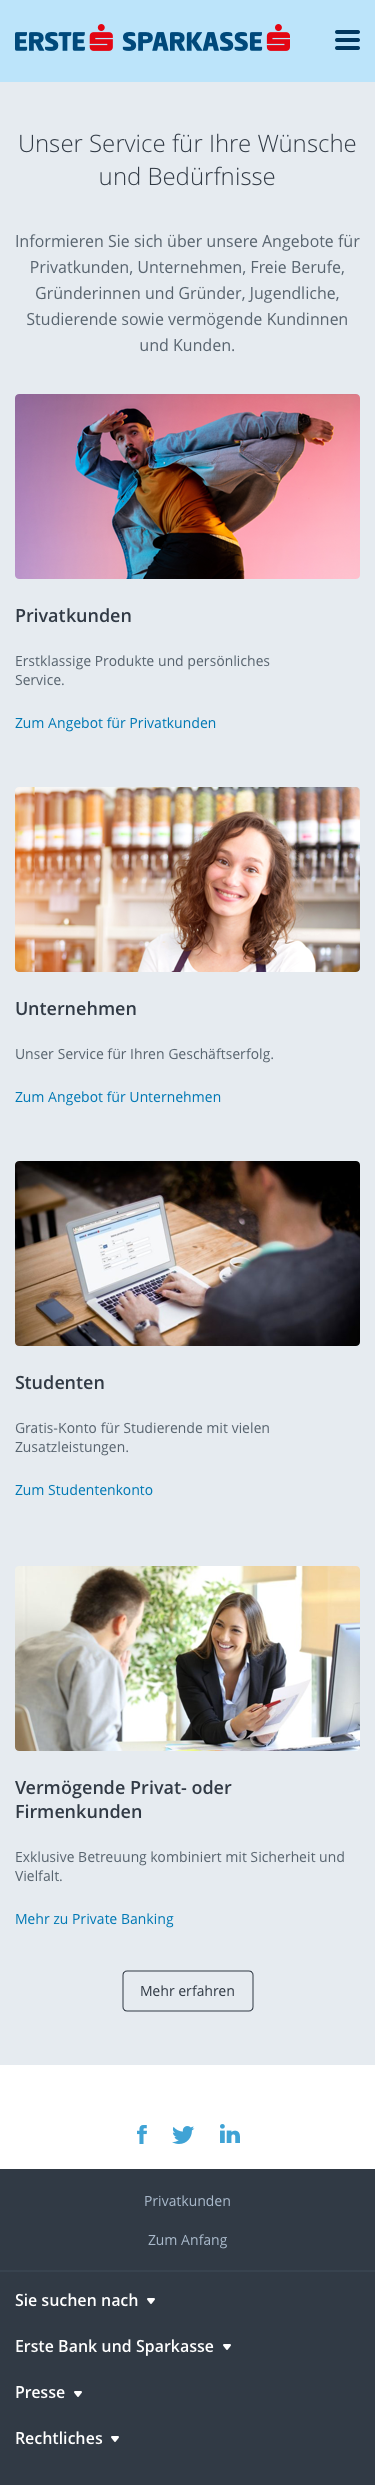 ERSTE SPARKASSE
Unser Service für Ihre Wünsche
und Bedürfnisse
Informieren Sie sich über unsere Angebote für
Privatkunden, Unternehmen, Freie Berufe,
Gründerinnen und Gründer, Jugendliche,
Studierende sowie vermögende Kundinnen
und Kunden.
Privatkunden
Erstklassige Produkte und persönliches
Service.
Zum Angebot für Privatkunden
Unternehmen
Unser Service für Ihren Geschäftserfolg.
Zum Angebot für Unternehmen
Studenten
Gratis-Konto für Studierende mit vielen
Zusatzleistungen.
Zum Studentenkonto
Vermögende Privat- oder
Firmenkunden
Exklusive Betreuung kombiniert mit Sicherheit und
Vielfalt.
Mehr zu Private Banking
Mehr erfahren
Privatkunden
Zum Anfang
Sie suchen nach
Erste Bank und Sparkasse
Presse
Rechtliches